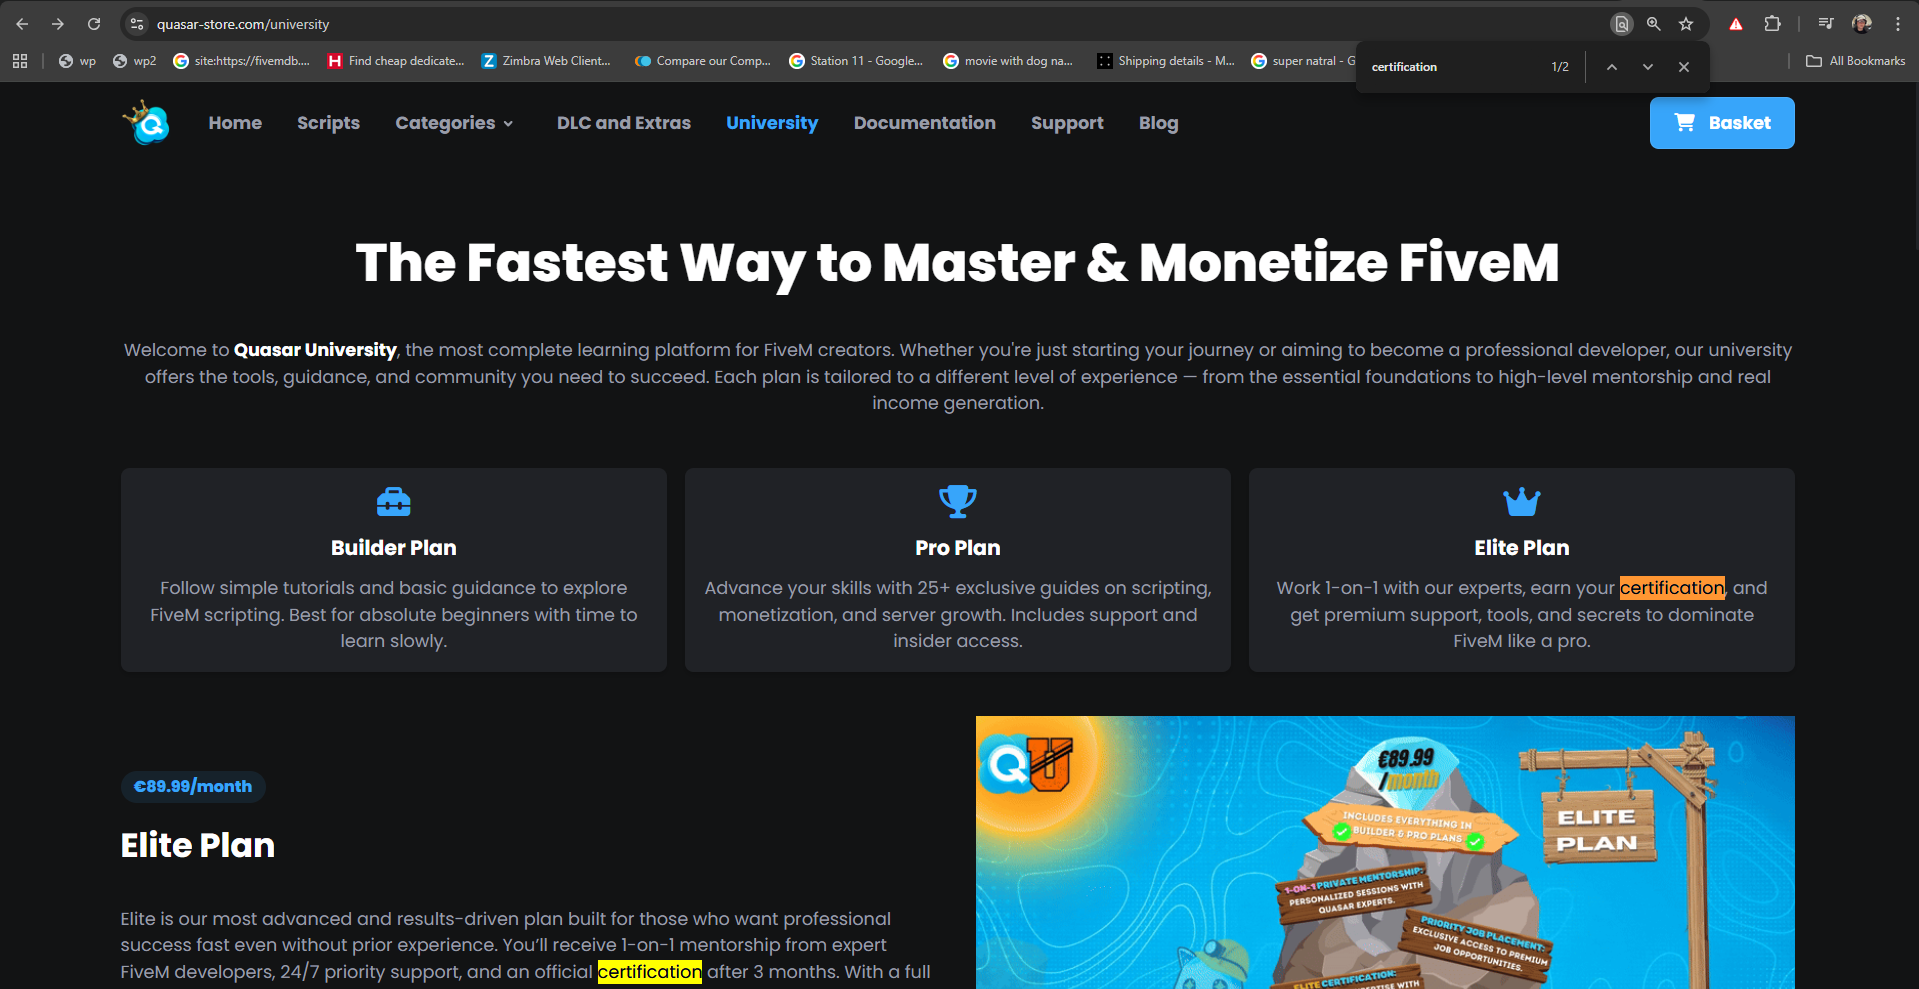 quasar-store.com/university
wp
wp2
site:https://fivemdb....
Find cheap dedicate...
Zimbra Web Client...
Compare our Comp...
Station 11 - Google...
movie with dog na...
Shipping details - M...
super natral - G
All Bookmarks
certification
1/2
Home
Scripts
Categories
DLC and Extras
University
Documentation
Support
Blog
Basket
The Fastest Way to Master & Monetize FiveM
Welcome to Quasar University, the most complete learning platform for FiveM creators. Whether you're just starting your journey or aiming to become a professional developer, our university
offers the tools, guidance, and community you need to succeed. Each plan is tailored to a different level of experience — from the essential foundations to high-level mentorship and real
income generation.
Builder Plan
Follow simple tutorials and basic guidance to explore
FiveM scripting. Best for absolute beginners with time to
learn slowly.
Pro Plan
Advance your skills with 25+ exclusive guides on scripting,
monetization, and server growth. Includes support and
insider access.
Elite Plan
Work 1-on-1 with our experts, earn your certification, and
get premium support, tools, and secrets to dominate
FiveM like a pro.
€89.99/month
Elite Plan
Elite is our most advanced and results-driven plan built for those who want professional
success fast even without prior experience. You’ll receive 1-on-1 mentorship from expert
FiveM developers, 24/7 priority support, and an official certification after 3 months. With a full
QU
€89.99
/month
INCLUDES EVERYTHING IN
BUILDER & PRO PLANS
ELITE
PLAN
1-ON-1 PRIVATE MENTORSHIP:
PERSONALIZED SESSIONS WITH
QUASAR EXPERTS.
PRIORITY JOB PLACEMENT:
EXCLUSIVE ACCESS TO PREMIUM
JOB OPPORTUNITIES.
ELITE CERTIFICATION: